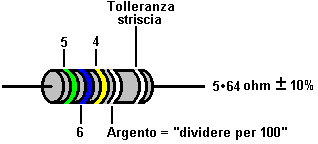 Tolleranza
striscia
5
4
5•64 ohm ± 10%
6
Argento = "dividere per 100"